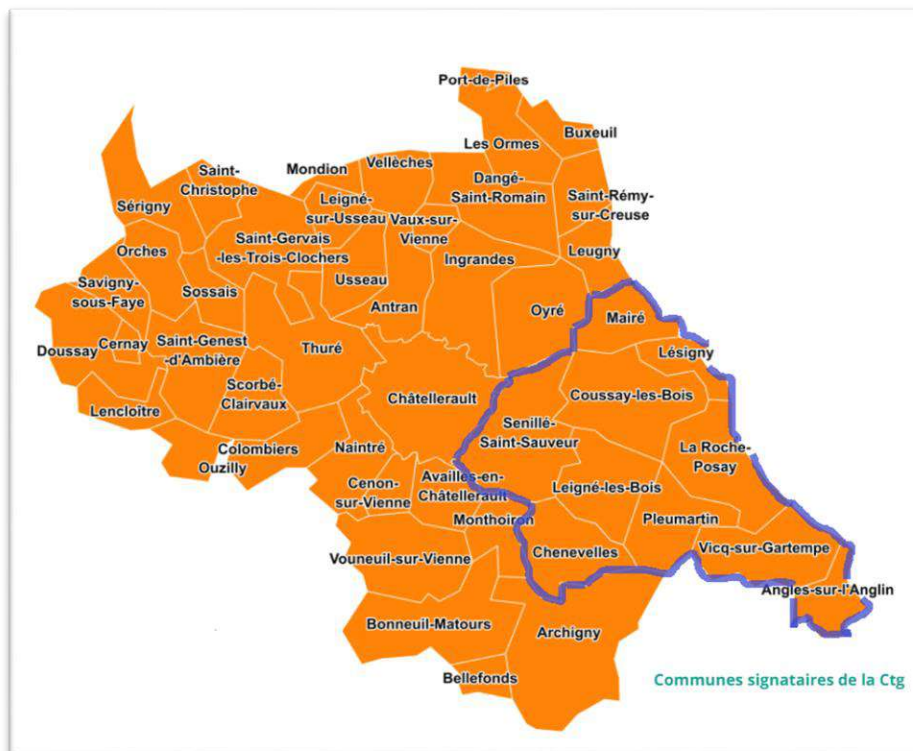 Port-de-Piles
Buxeuil
Les Ormes
Saint-
Christophe
Mondion
Vellèches
Dangé-
Saint-Romain
Saint-Rémy-
sur-Creuse
Sérigny
Leigné-
sur-Usseau
Vaux-sur-
Vienne
Saint-Gervais
-les-Trois-Clochers
Orches
Ingrandes
Leugny
Savigny-
sous-Faye
Sossais
Usseau
Antran
Oyré
Mairé
Doussay
Cernay
Saint-Genest
-d'Ambière
Thuré
Lésigny
Scorbé-
Clairvaux
Châtellerault
Coussay-les-Bois
Lencloître
Senillé-
Saint-Sauveur
Colombiers
Ouzilly
Naintré
La Roche-
Posay
Cenon-
sur-Vienne
Availles-en-
Châtellerault
Leigné-les-Bois
Monthoiron
Pleumartin
Vouneuil-sur-Vienne
Chenevelles
Vicq-sur-Gartempe
Angles-sur-l'Anglin
Bonneuil-Matours
Archigny
Bellefonds
Communes signataires de la Ctg